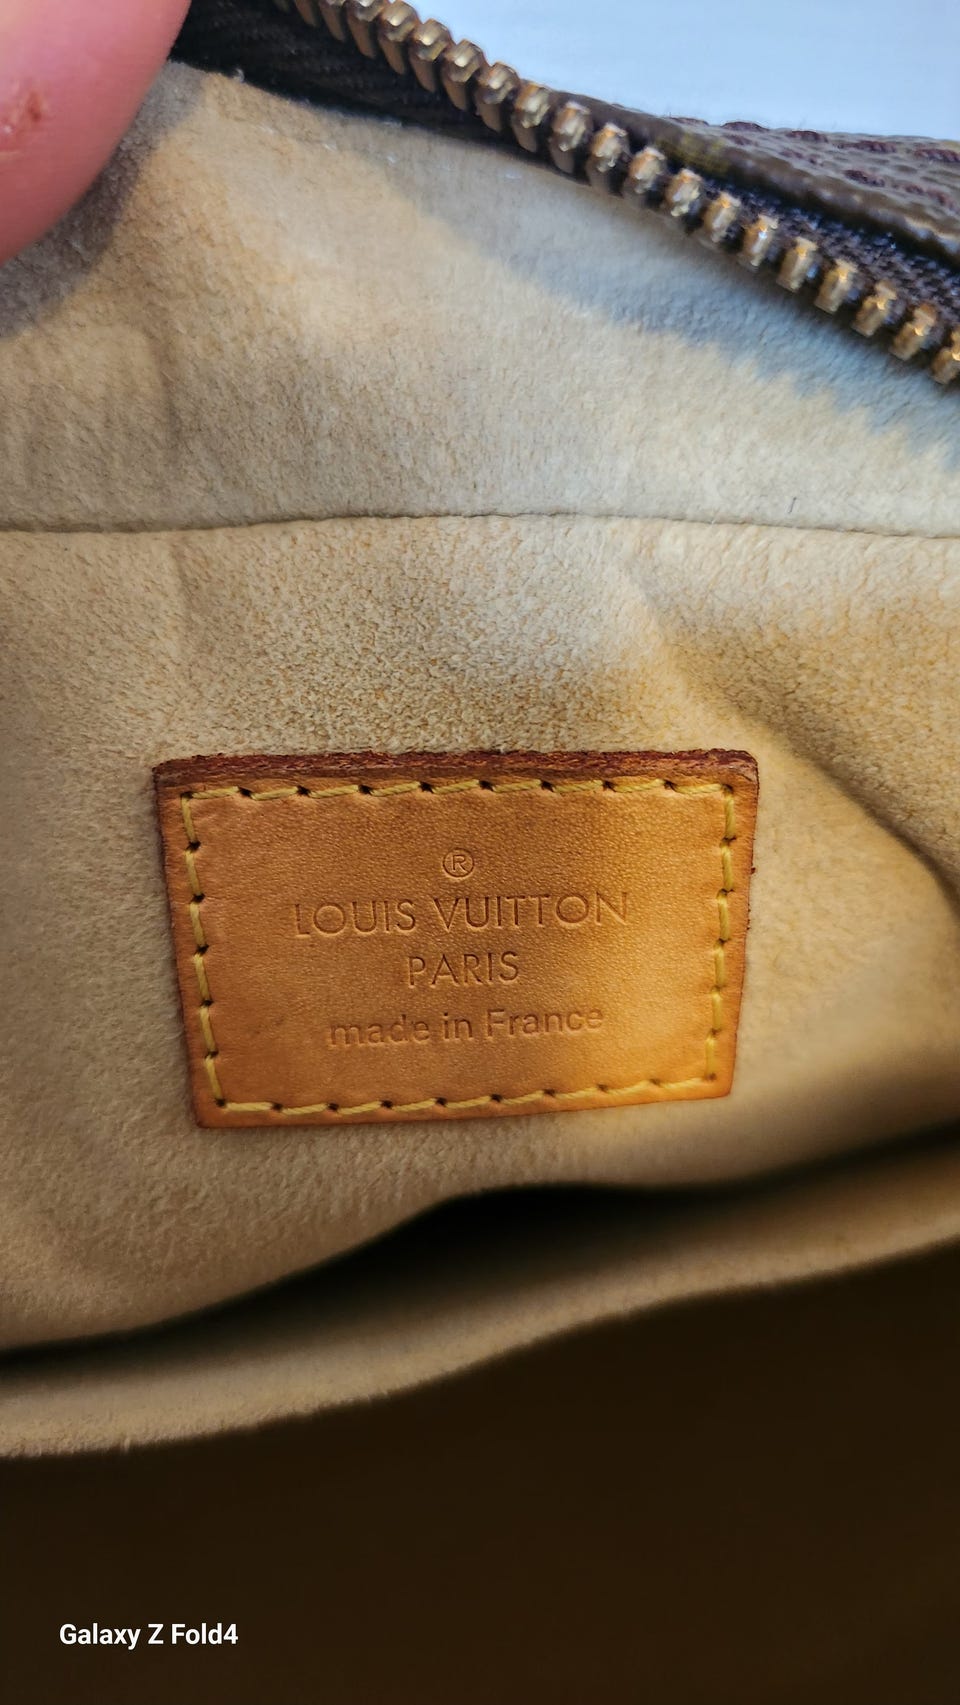 ®
LOUIS VUITTON
PARIS
made in France
Galaxy Z Fold4